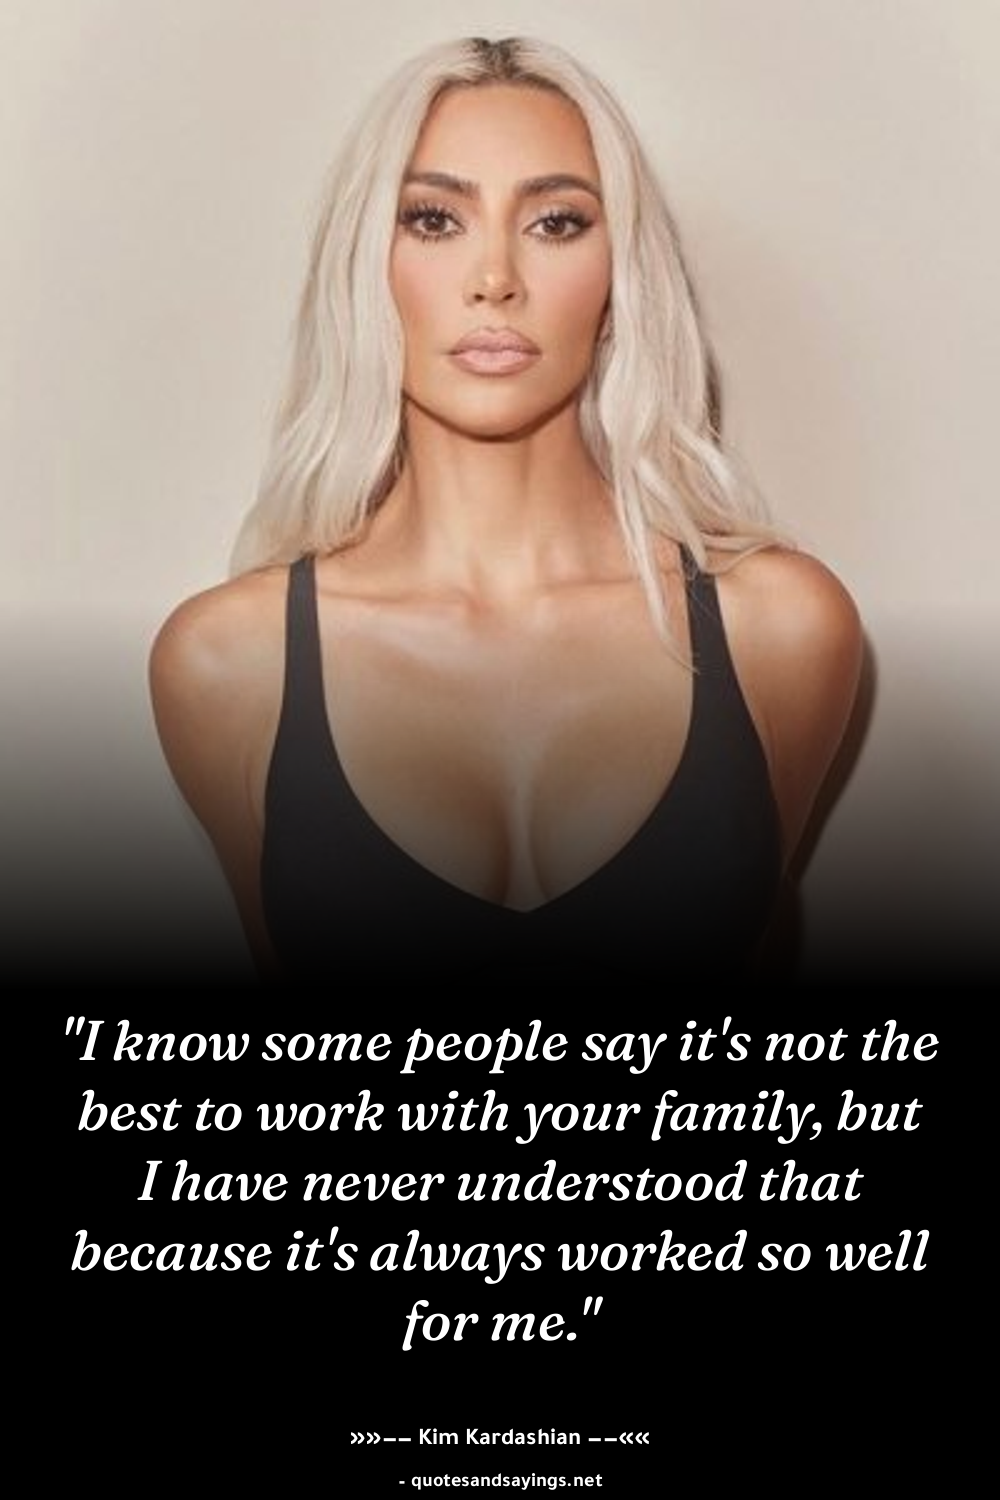 "I know some people say it's not the
best to work with your family, but
I have never understood that
because it's always worked so well
for me."
»»−− Kim Kardashian −−««
- quotesandsayings.net